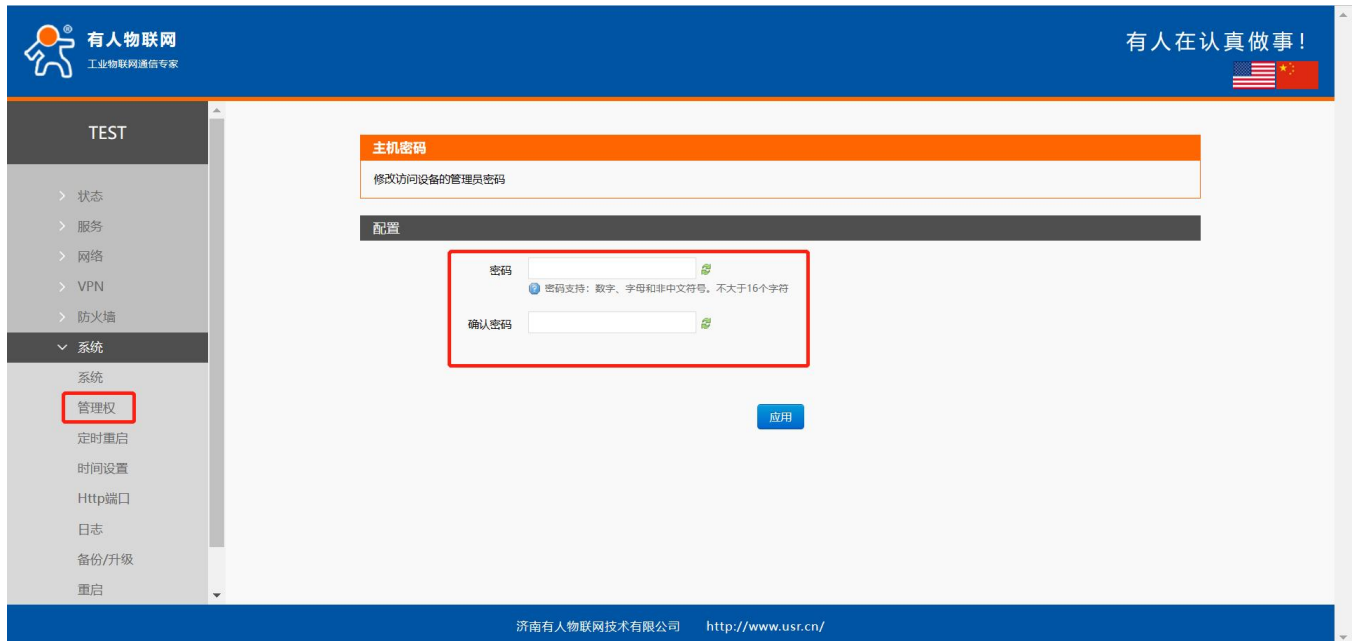 有人物联网
工业物联网通信专家
有人在认真做事!
TEST
状态
服务
网络
VPN
防火墙
系统
系统
管理权
定时重启
时间设置
Http端口
日志
备份/升级
重启
主机密码
修改访问设备的管理员密码
配置
密码
密码支持：数字、字母和非中文符号。不大于16个字符
确认密码
应用
济南有人物联网技术有限公司 http://www.usr.cn/